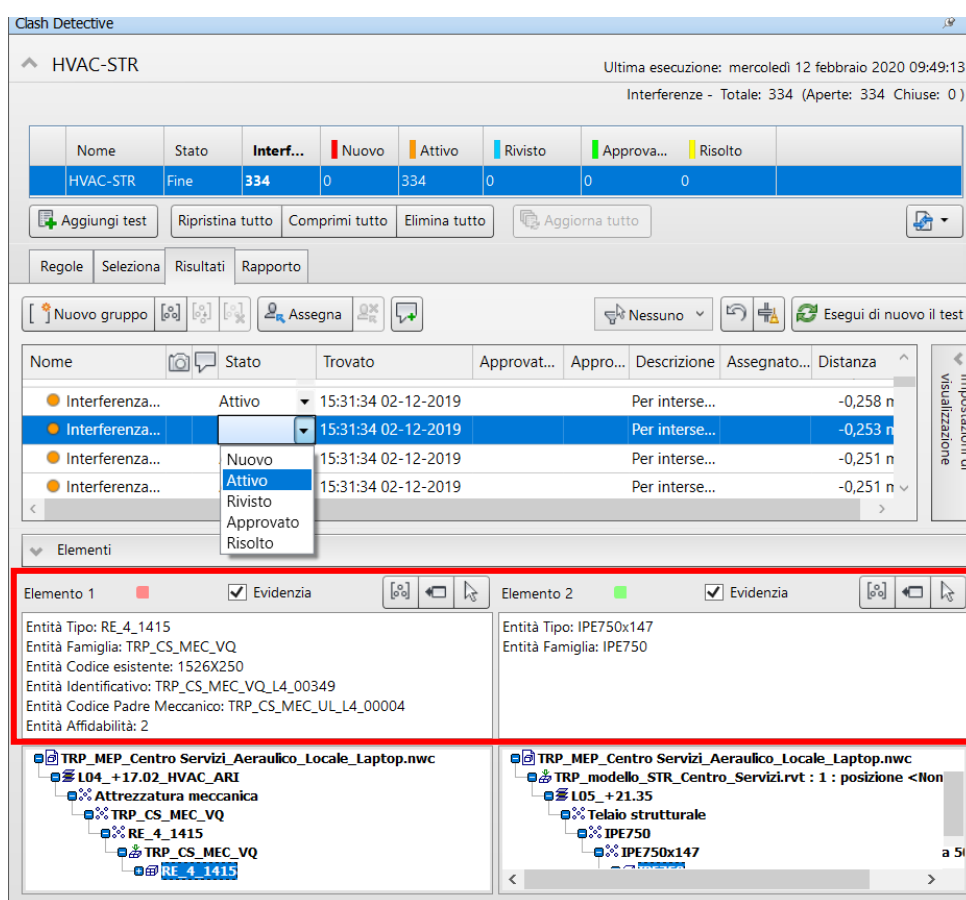 Clash Detective
HVAC-STR
Ultima esecuzione: mercoledì 12 febbraio 2020 09:49:13
Interferenze - Totale: 334 (Aperte: 334 Chiuse: 0 )
Nome Stato Interf... Nuovo Attivo Rivisto Approva... Risolto
HVAC-STR Fine 334 0 334 0 0 0
Aggiungi test Ripristina tutto Comprimi tutto Elimina tutto Aggiorna tutto
Regole Seleziona Risultati Rapporto
Nuovo gruppo Assegna Nessuno Esegui di nuovo il test
Nome Stato Trovato Approvat... Appro... Descrizione Assegnato... Distanza
Interferenza... Attivo 15:31:34 02-12-2019 Per interse... -0,258 m
Interferenza... 15:31:34 02-12-2019 Per interse... -0,253 m
Interferenza... 15:31:34 02-12-2019 Per interse... -0,251 m
Interferenza... 15:31:34 02-12-2019 Per interse... -0,251 m
Nuovo
Attivo
Rivisto
Approvato
Risolto
Impostazioni di
visualizzazione
Elementi
Elemento 1 Evidenzia Elemento 2 Evidenzia
Entità Tipo: RE_4_1415
Entità Famiglia: TRP_CS_MEC_VQ
Entità Codice esistente: 1526X250
Entità Identificativo: TRP_CS_MEC_VQ_L4_00349
Entità Codice Padre Meccanico: TRP_CS_MEC_UL_L4_00004
Entità Affidabilità: 2
Entità Tipo: IPE750x147
Entità Famiglia: IPE750
TRP_MEP_Centro Servizi_Aeraulico_Locale_Laptop.nwc
L04_+17.02_HVAC_ARI
Attrezzatura meccanica
TRP_CS_MEC_VQ
RE_4_1415
TRP_CS_MEC_VQ
RE_4_1415
TRP_MEP_Centro Servizi_Aeraulico_Locale_Laptop.nwc
TRP_modello_STR_Centro_Servizi.rvt : 1 : posizione <Non
L05_+21.35
Telaio strutturale
IPE750
IPE750x147
a 50